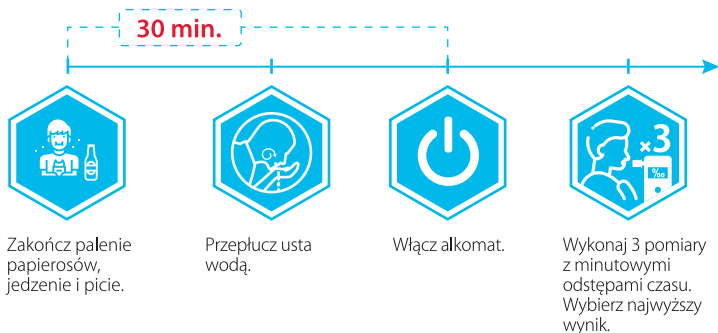 30 min.
×3
‰
Zakończ palenie
papierosów,
jedzenie i picie.
Przepłucz usta
wodą.
Włącz alkomat.
Wykonaj 3 pomiary
z minutowymi
odstępami czasu.
Wybierz najwyższy
wynik.